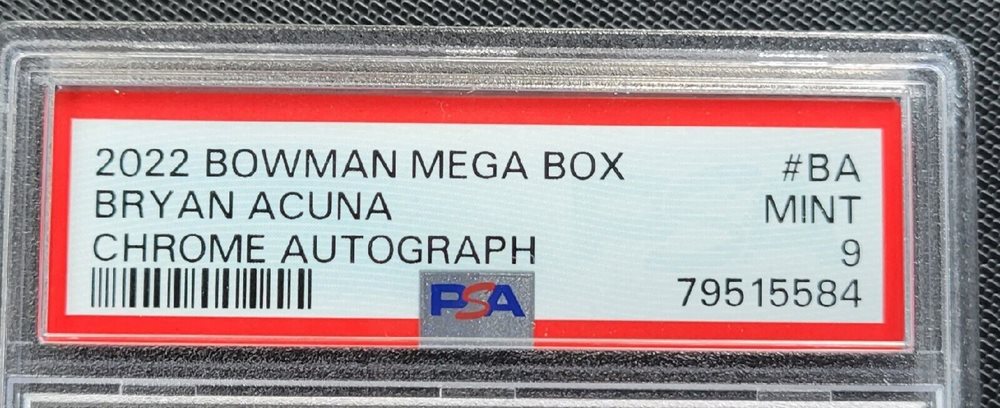 2022 BOWMAN MEGA BOX #BA
BRYAN ACUNA MINT
CHROME AUTOGRAPH 9
PSA 79515584